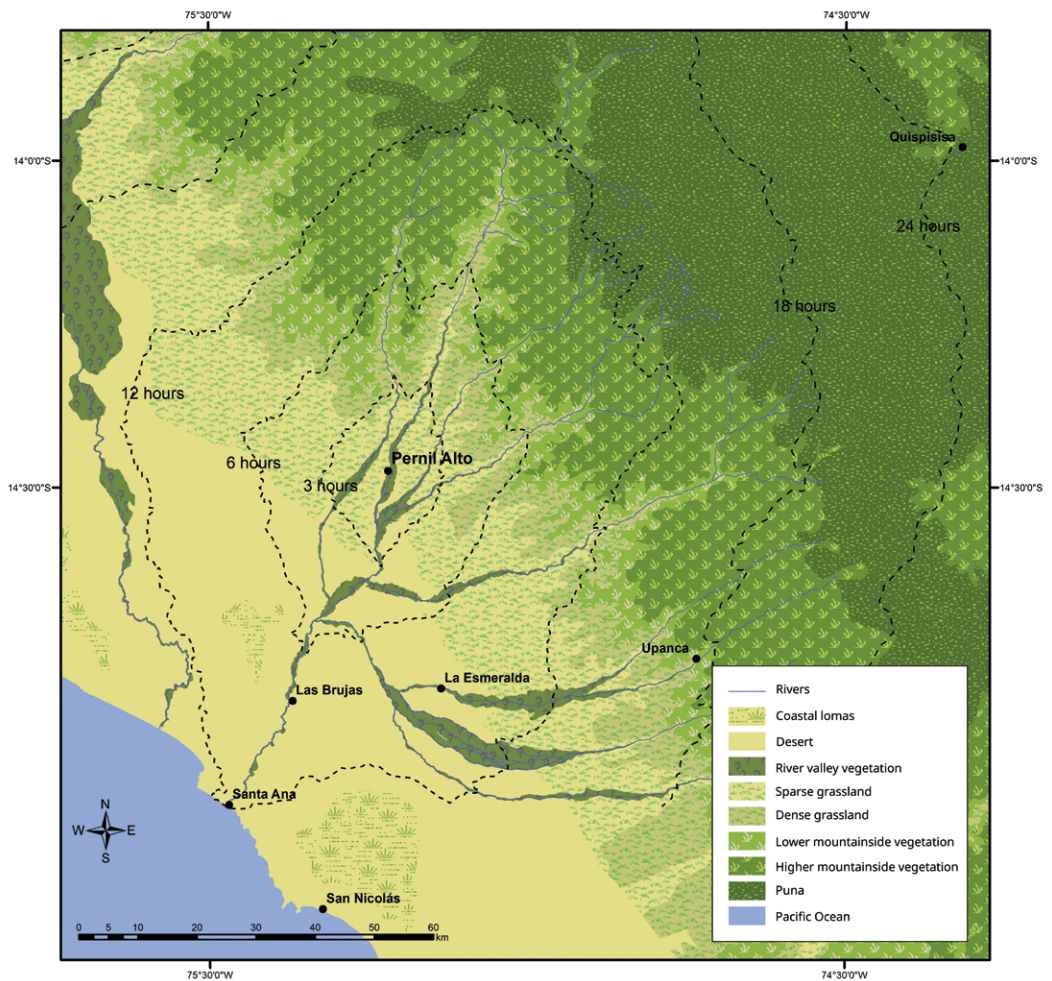 75°30'0"W
74°30'0"W
Quispisisa
14°0'0"S
14°0'0"S
24 hours
18 hours
12 hours
Pernil Alto
6 hours
3 hours
14°30'0"S
14°30'0"S
Upanca
La Esmeralda
Las Brujas
Santa Ana
San Nicolás
N
W
E
S
0
5
10
20
30
40
50
60
km
Rivers
Coastal lomas
Desert
River valley vegetation
Sparse grassland
Dense grassland
Lower mountainside vegetation
Higher mountainside vegetation
Puna
Pacific Ocean
75°30'0"W
74°30'0"W